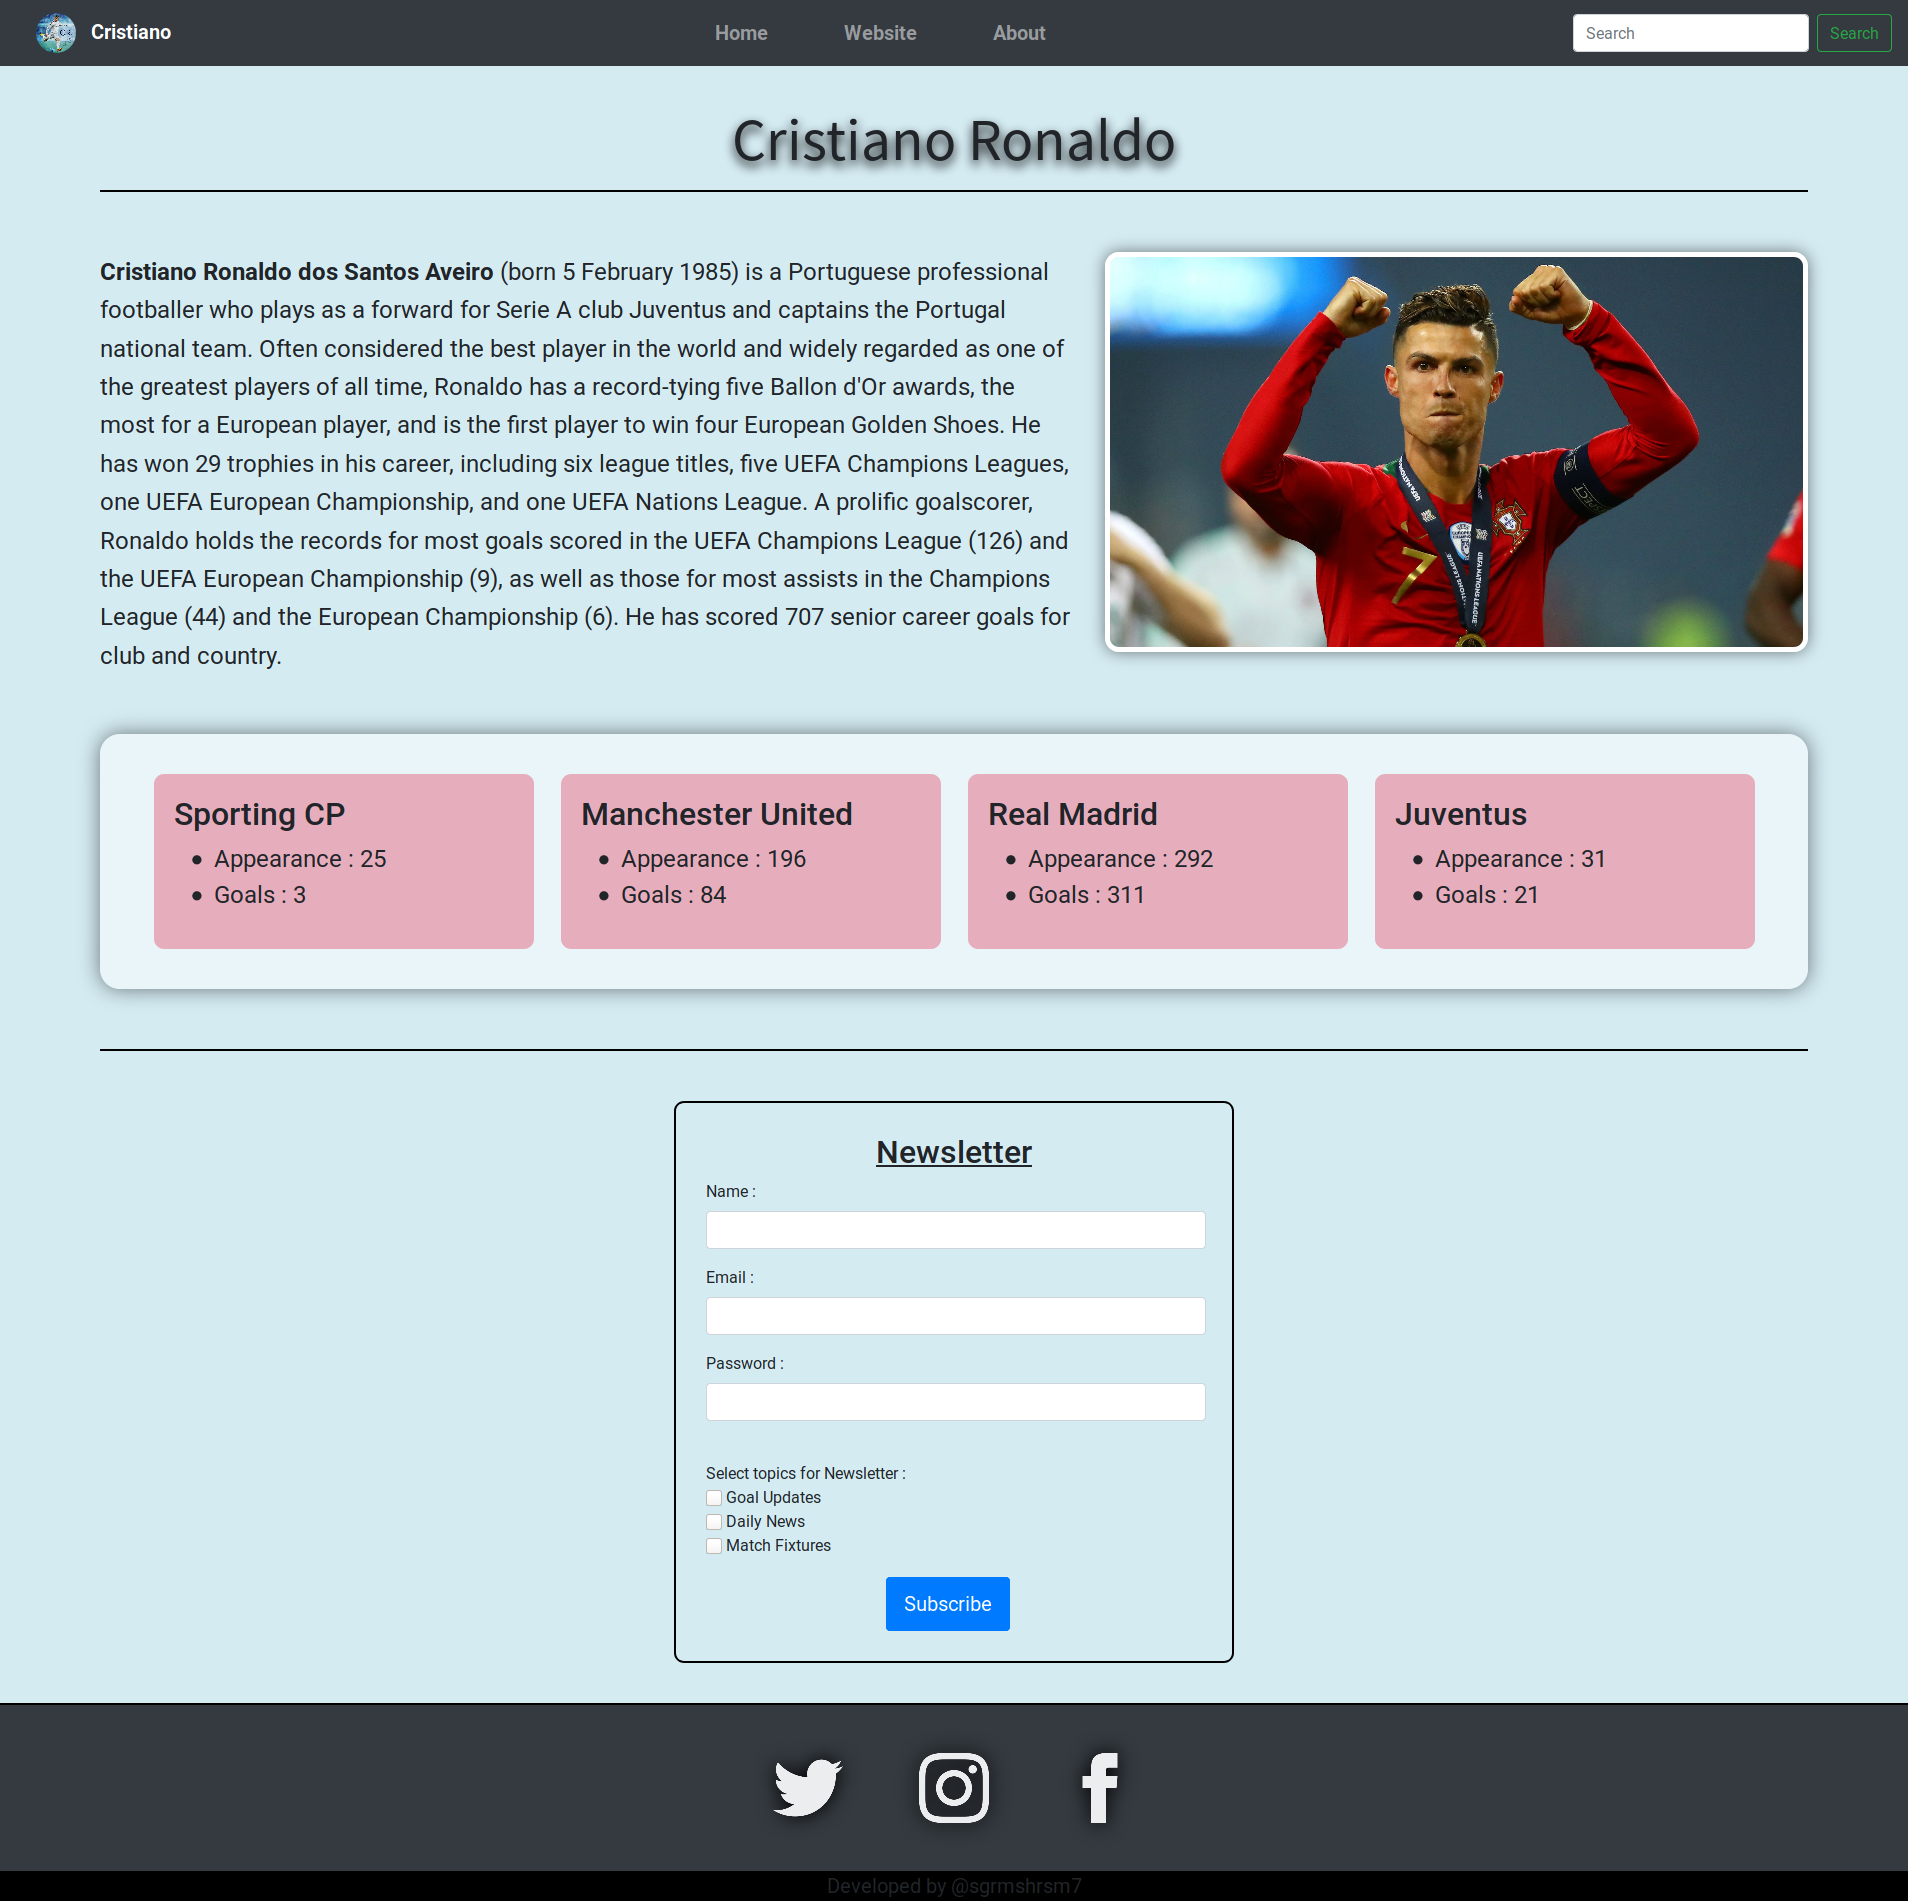 Cristiano
Home
Website
About
Search
Search
Cristiano Ronaldo
Cristiano Ronaldo dos Santos Aveiro (born 5 February 1985) is a Portuguese professional
footballer who plays as a forward for Serie A club Juventus and captains the Portugal
national team. Often considered the best player in the world and widely regarded as one of
the greatest players of all time, Ronaldo has a record-tying five Ballon d'Or awards, the
most for a European player, and is the first player to win four European Golden Shoes. He
has won 29 trophies in his career, including six league titles, five UEFA Champions Leagues,
one UEFA European Championship, and one UEFA Nations League. A prolific goalscorer,
Ronaldo holds the records for most goals scored in the UEFA Champions League (126) and
the UEFA European Championship (9), as well as those for most assists in the Champions
League (44) and the European Championship (6). He has scored 707 senior career goals for
club and country.
7
UEFA NATIONS LEAGUE
Sporting CP
Appearance : 25
Goals : 3
Manchester United
Appearance : 196
Goals : 84
Real Madrid
Appearance : 292
Goals : 311
Juventus
Appearance : 31
Goals : 21
Newsletter
Name :
Email :
Password :
Select topics for Newsletter :
Goal Updates
Daily News
Match Fixtures
Subscribe
Developed by @sgrmshrsm7